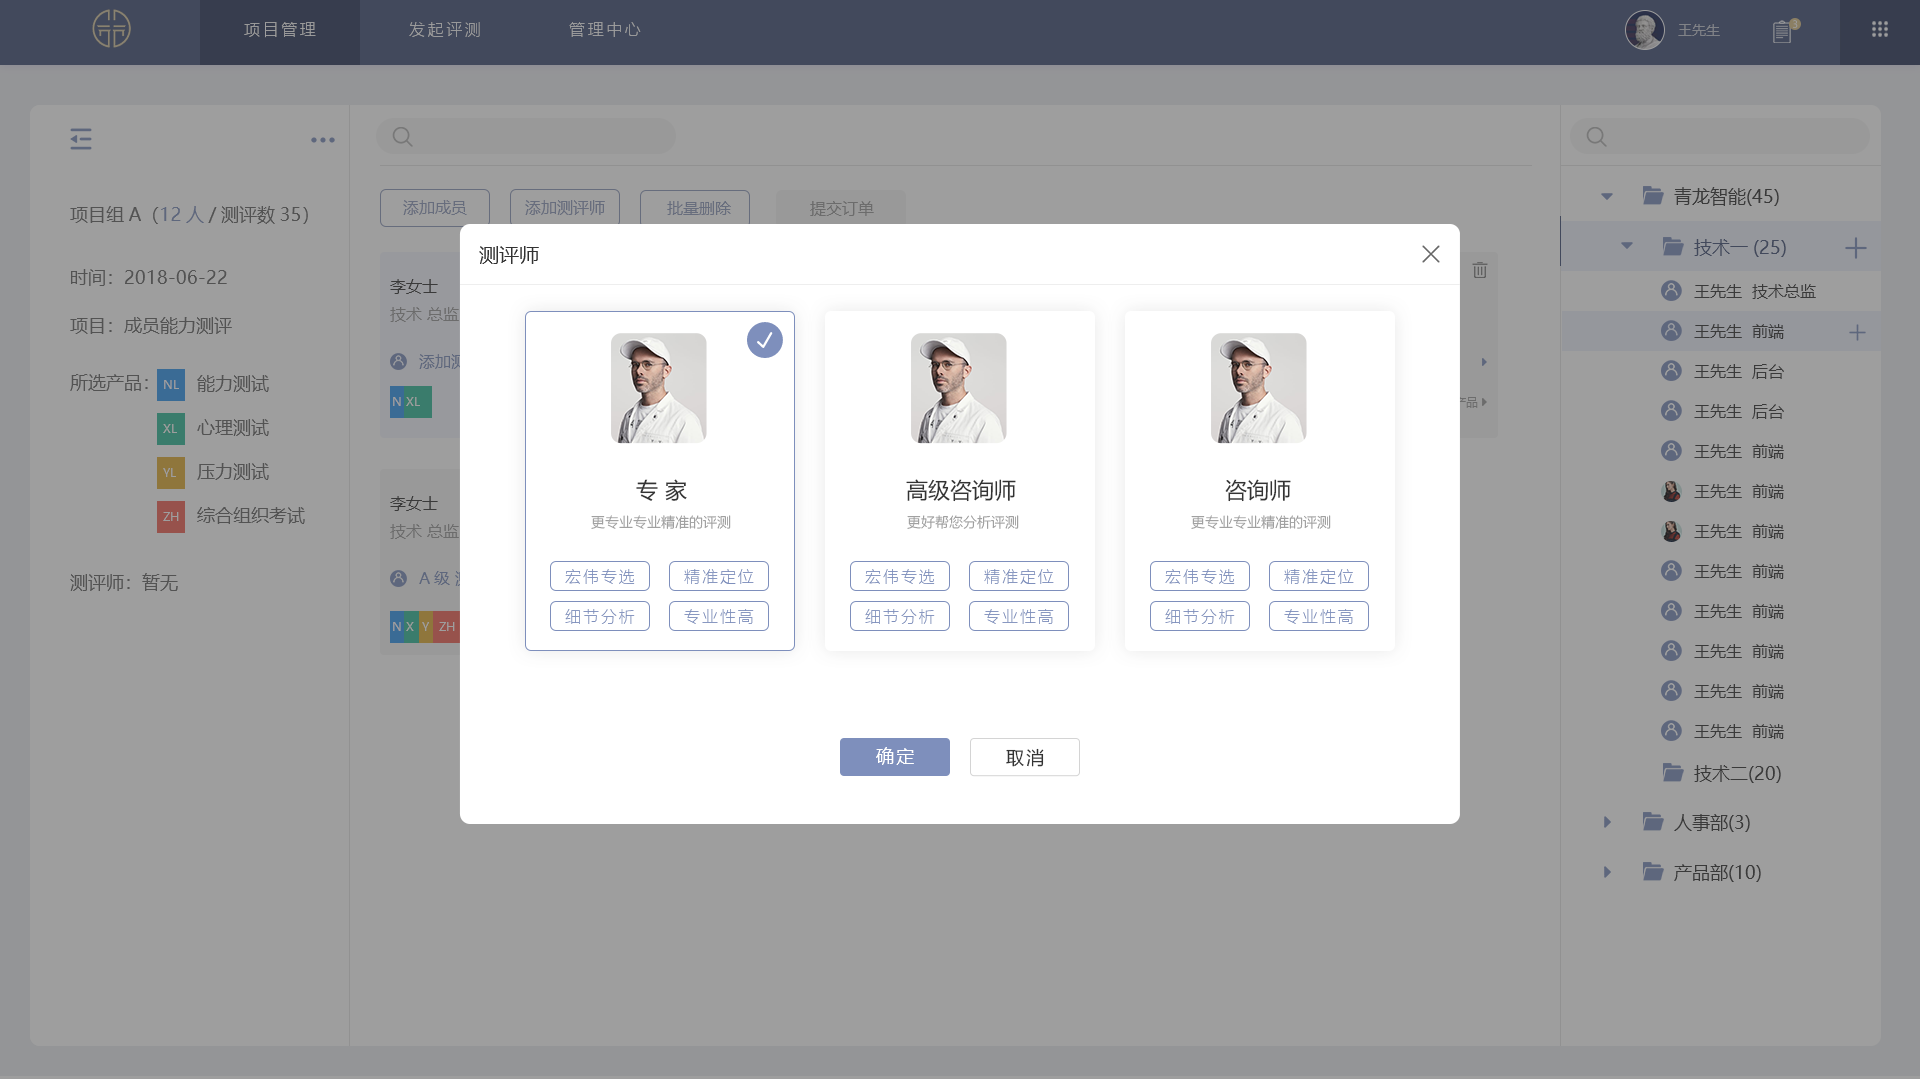 项目管理
发起评测
管理中心
王先生
3
项目组 A（12 人 / 测评数 35）
时间：2018-06-22
项目：成员能力测评
所选产品：
NL 能力测试
XL 心理测试
YL 压力测试
ZH 综合组织考试
测评师：暂无
添加成员
添加测评师
批量删除
提交订单
李女士
技术 总监
添加测
N XL
产品
李女士
技术 总监
A 级
N X Y ZH
测评师
专 家
更专业专业精准的评测
宏伟专选 精准定位
细节分析 专业性高
高级咨询师
更好帮您分析评测
宏伟专选 精准定位
细节分析 专业性高
咨询师
更专业专业精准的评测
宏伟专选 精准定位
细节分析 专业性高
确定
取消
青龙智能(45)
技术一 (25)
王先生 技术总监
王先生 前端
王先生 后台
王先生 后台
王先生 前端
王先生 前端
王先生 前端
王先生 前端
王先生 前端
王先生 前端
王先生 前端
王先生 前端
技术二(20)
人事部(3)
产品部(10)